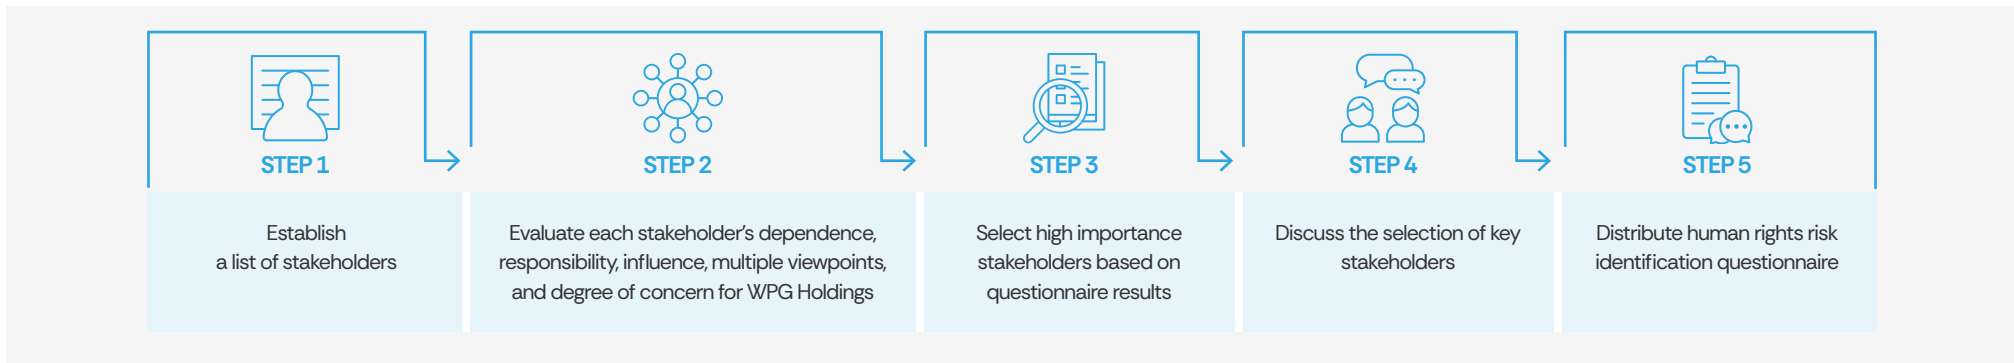 STEP 1
Establish
a list of stakeholders
STEP 2
Evaluate each stakeholder's dependence,
responsibility, influence, multiple viewpoints,
and degree of concern for WPG Holdings
STEP 3
Select high importance
stakeholders based on
questionnaire results
STEP 4
Discuss the selection of key
stakeholders
STEP 5
Distribute human rights risk
identification questionnaire